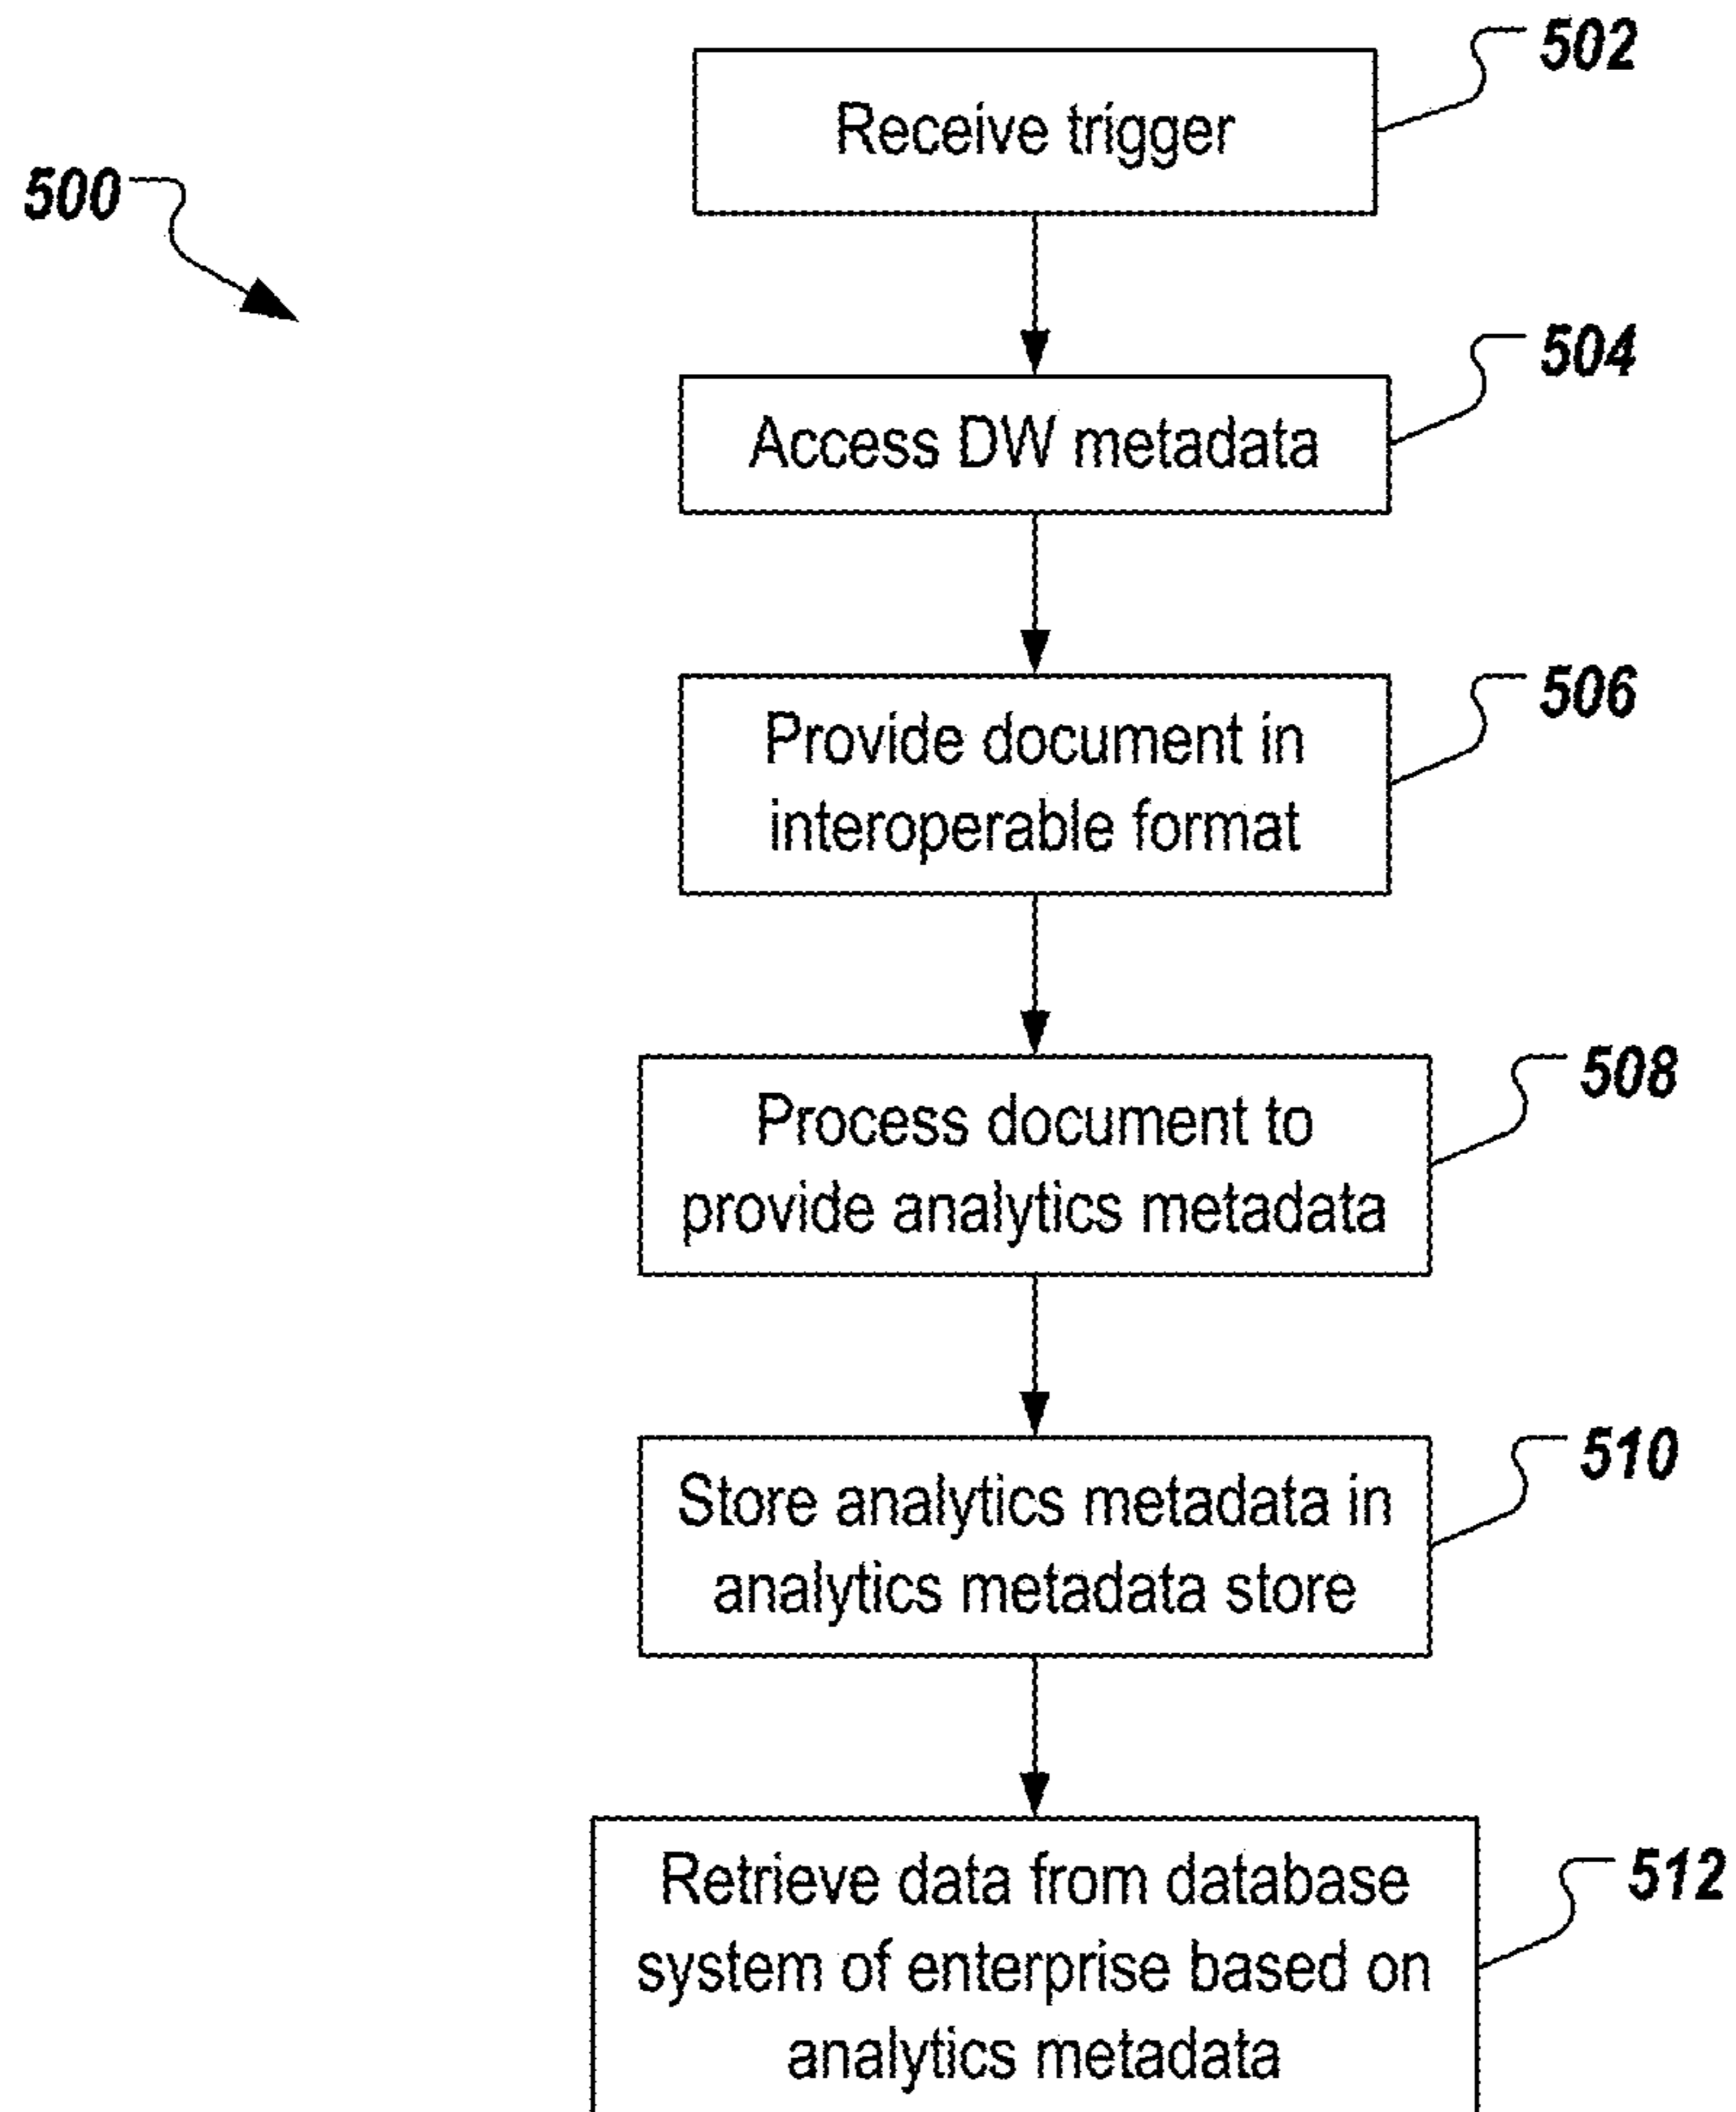 502
Receive trigger
500
504
Access DW metadata
506
Provide document in
interoperable format
508
Process document to
provide analytics metadata
510
Store analytics metadata in
analytics metadata store
512
Retrieve data from database
system of enterprise based on
analytics metadata